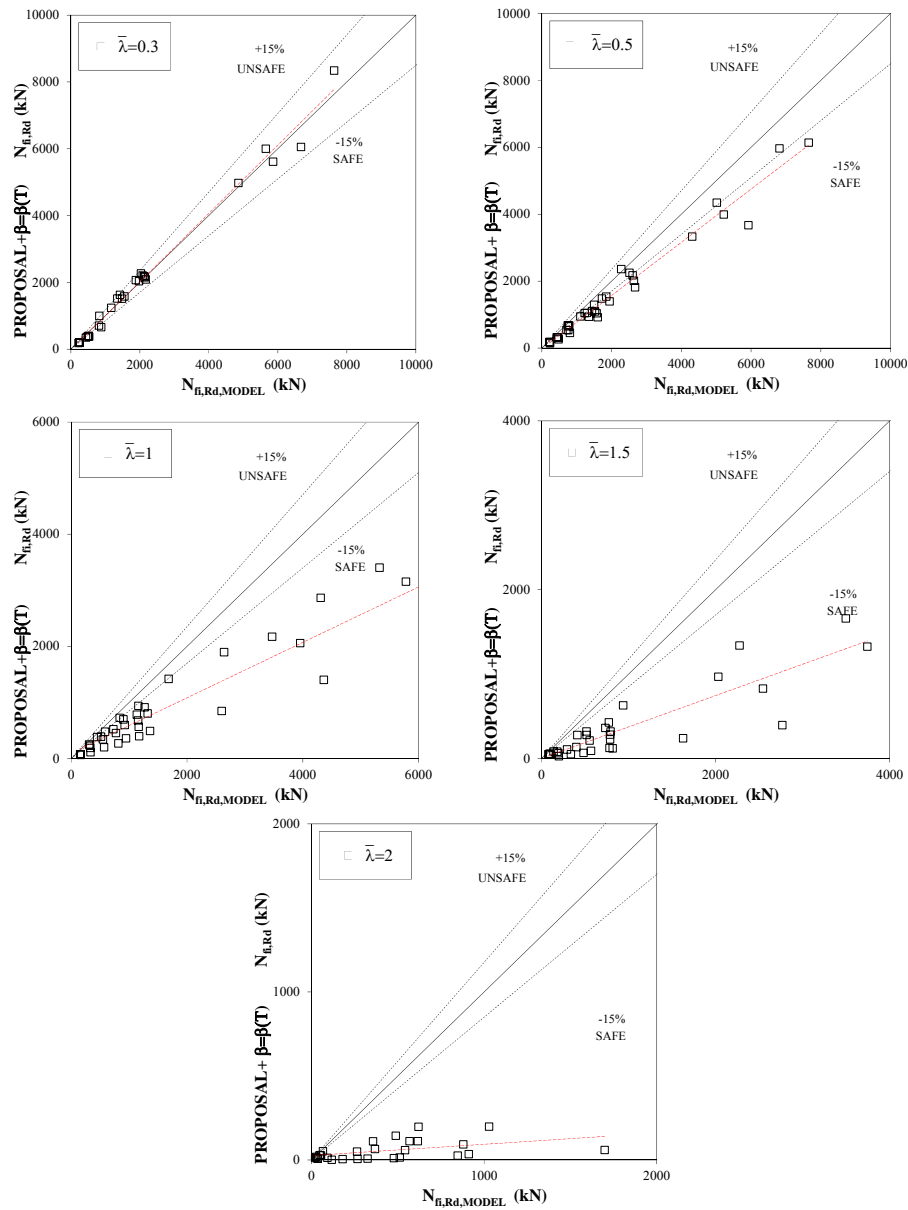 λ̅=0.3
+15%
UNSAFE
-15%
SAFE
10000
8000
6000
4000
2000
0
0 2000 4000 6000 8000 10000
PROPOSAL+β=β(T) N_fi,Rd (kN)
N_fi,Rd,MODEL (kN)
λ̅=0.5
+15%
UNSAFE
-15%
SAFE
10000
8000
6000
4000
2000
0
0 2000 4000 6000 8000 10000
PROPOSAL+ β=β(T) N_fi,Rd (kN)
N_fi,Rd,MODEL (kN)
λ̅=1
+15%
UNSAFE
-15%
SAFE
6000
4000
2000
0
0 2000 4000 6000
PROPOSAL+β=β(T) N_fi,Rd (kN)
N_fi,Rd,MODEL (kN)
λ̅=1.5
+15%
UNSAFE
-15%
SAFE
4000
2000
0
0 2000 4000
PROPOSAL+β=β(T) N_fi,Rd (kN)
N_fi,Rd,MODEL (kN)
λ̅=2
+15%
UNSAFE
-15%
SAFE
2000
1000
0
0 1000 2000
PROPOSAL+ β=β(T) N_fi,Rd (kN)
N_fi,Rd,MODEL (kN)